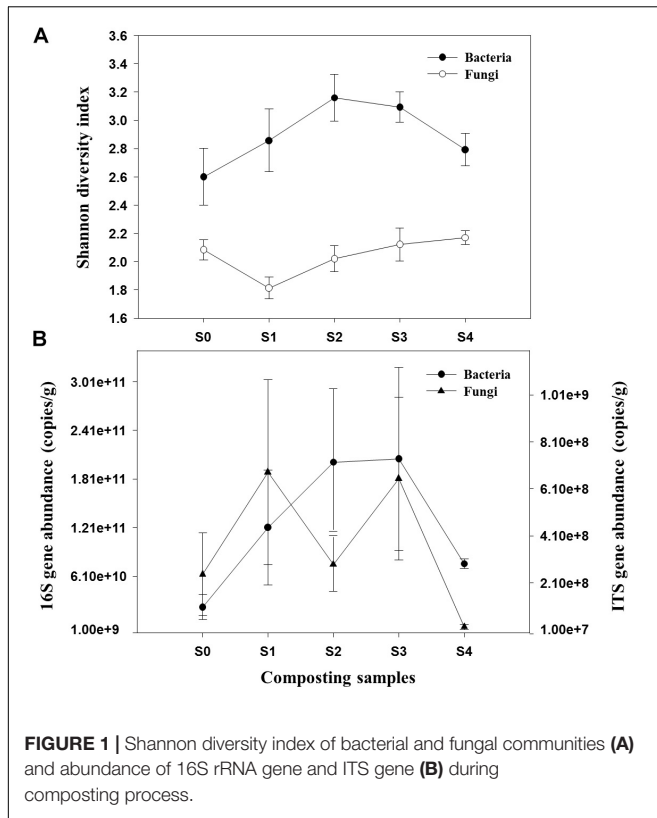 A
Shannon diversity index
3.6
3.4
3.2
3.0
2.8
2.6
2.4
2.2
2.0
1.8
1.6
Bacteria
Fungi
S0 S1 S2 S3 S4
B
16S gene abundance (copies/g)
3.01e+11
2.41e+11
1.81e+11
1.21e+11
6.10e+10
1.00e+9
Bacteria
Fungi
1.01e+9
8.10e+8
6.10e+8
4.10e+8
2.10e+8
1.00e+7
ITS gene abundance (copies/g)
S0 S1 S2 S3 S4
Composting samples
FIGURE 1 | Shannon diversity index of bacterial and fungal communities (A)
and abundance of 16S rRNA gene and ITS gene (B) during
composting process.